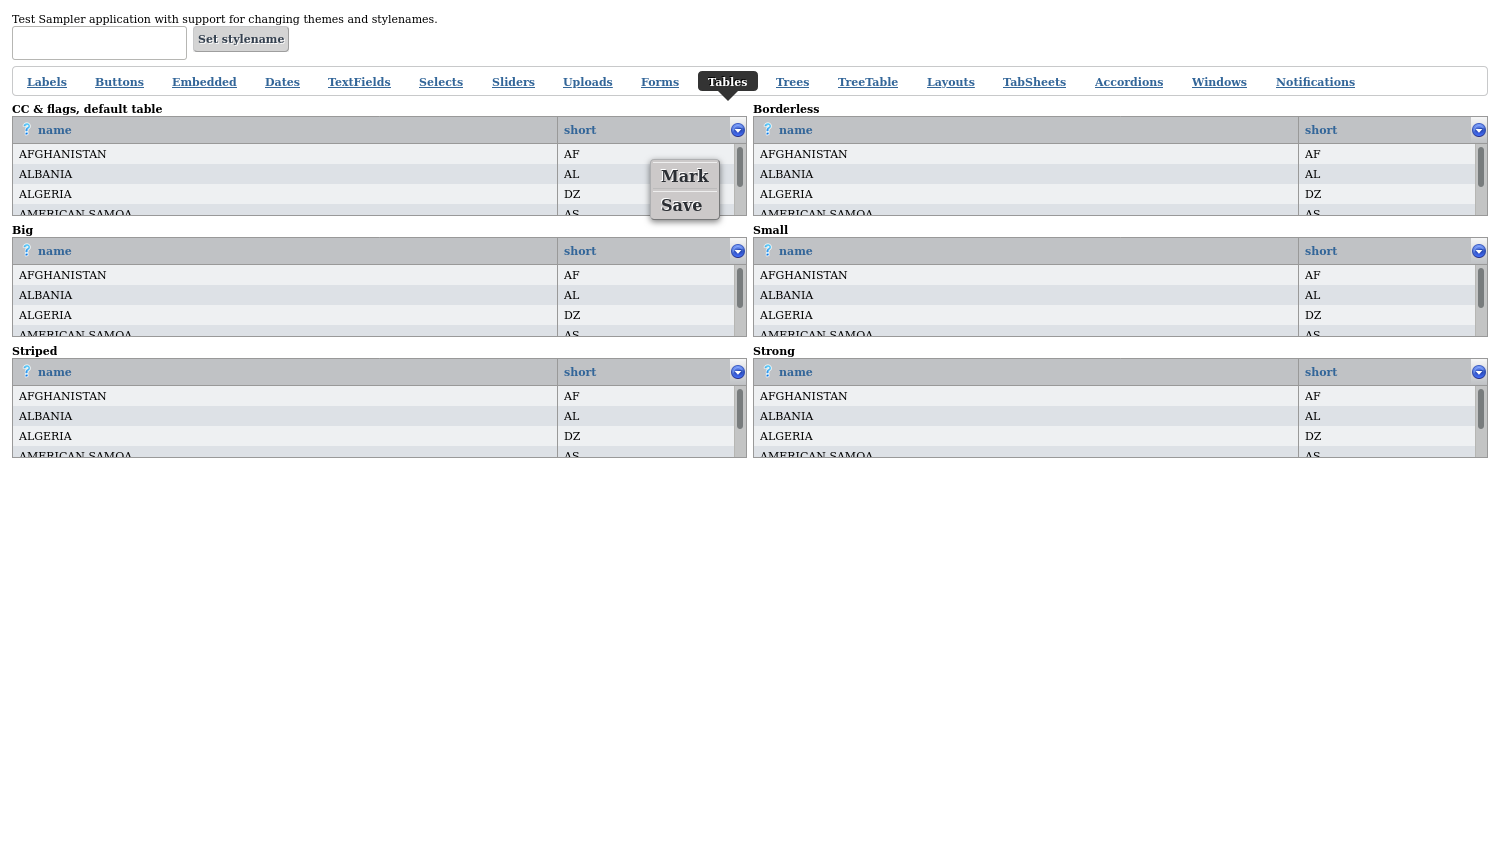 Test Sampler application with support for changing themes and stylenames.
Set stylename
Labels Buttons Embedded Dates TextFields Selects Sliders Uploads Forms Tables Trees TreeTable Layouts TabSheets Accordions Windows Notifications
CC & flags, default table
? name short
AFGHANISTAN AF
ALBANIA AL
ALGERIA DZ
AMERICAN SAMOA AS
Mark
Save
Borderless
? name short
AFGHANISTAN AF
ALBANIA AL
ALGERIA DZ
AMERICAN SAMOA AS
Big
? name short
AFGHANISTAN AF
ALBANIA AL
ALGERIA DZ
AMERICAN SAMOA AS
Small
? name short
AFGHANISTAN AF
ALBANIA AL
ALGERIA DZ
AMERICAN SAMOA AS
Striped
? name short
AFGHANISTAN AF
ALBANIA AL
ALGERIA DZ
AMERICAN SAMOA AS
Strong
? name short
AFGHANISTAN AF
ALBANIA AL
ALGERIA DZ
AMERICAN SAMOA AS